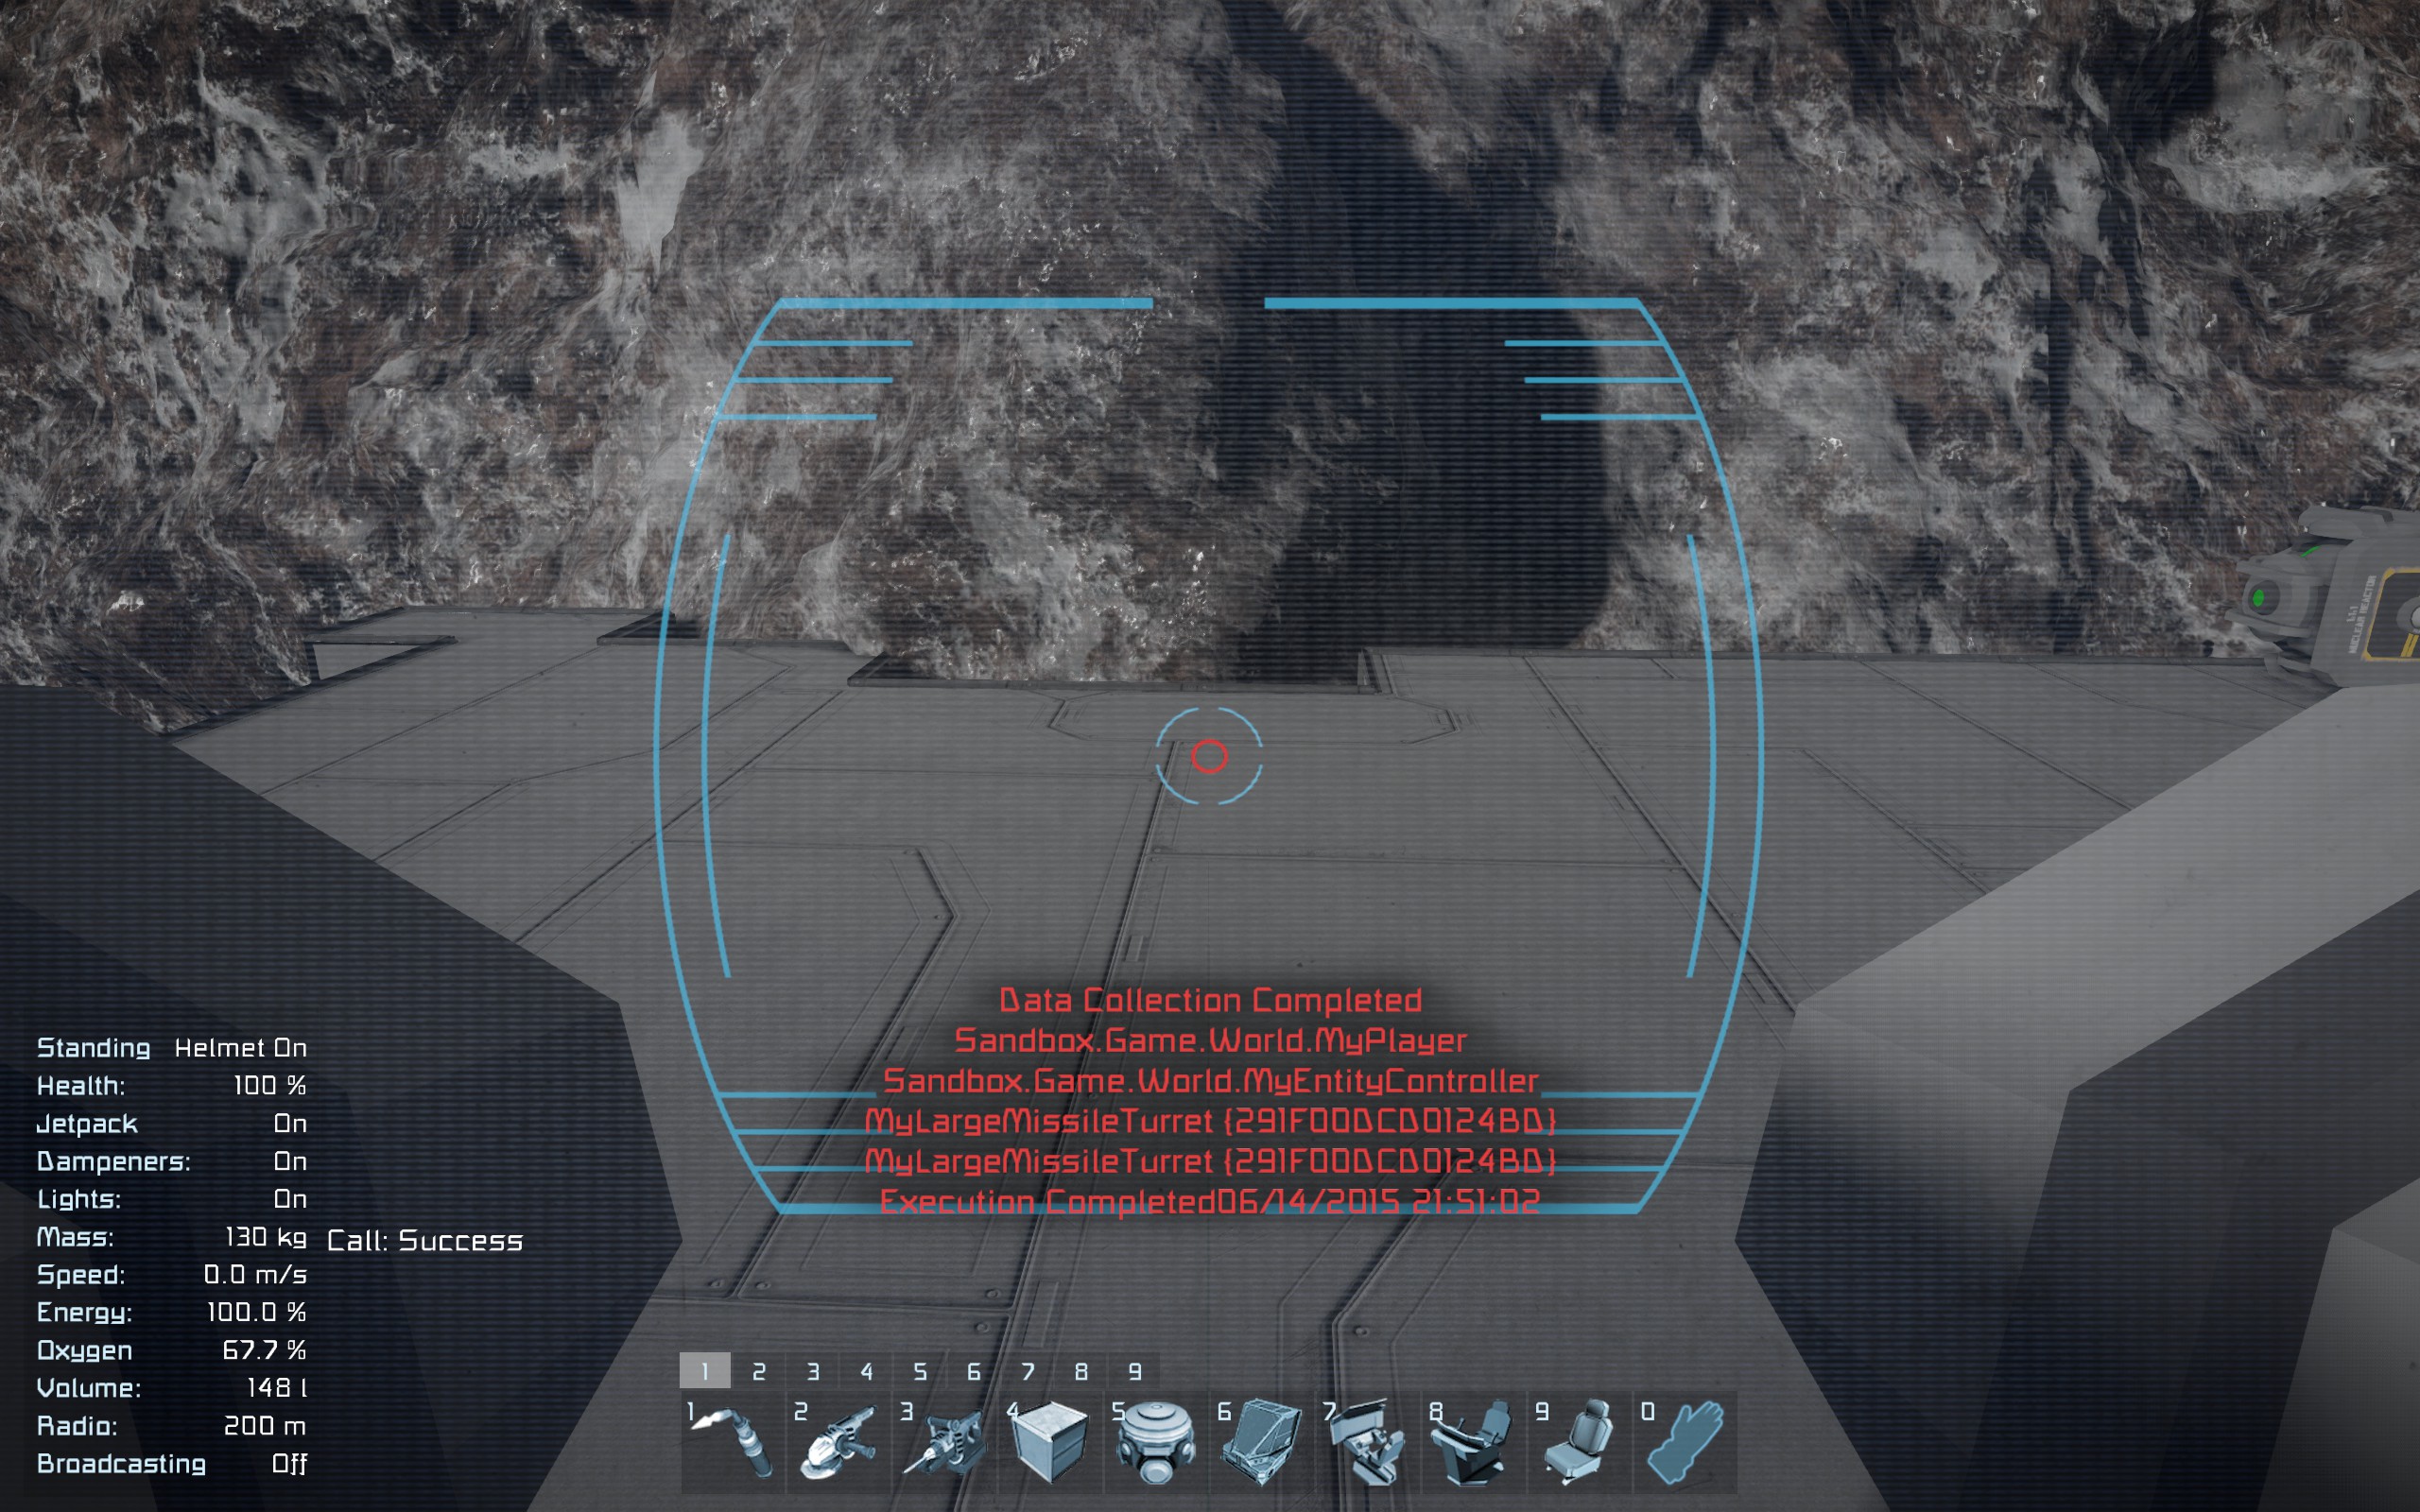 NUCLEAR REACTOR
Data Collection Completed
Sandbox.Game.World.MyPlayer
Sandbox.Game.World.MyEntityController
MyLargeMissileTurret {291F00DCD0124BD}
MyLargeMissileTurret {291F00DCD0124BD}
Execution Completed06/14/2015 21:51:02
Standing Helmet On
Health: 100 %
Jetpack On
Dampeners: On
Lights: On
Mass: 130 kg
Call: Success
Speed: 0.0 m/s
Energy: 100.0 %
Oxygen 67.7 %
Volume: 148 l
Radio: 200 m
Broadcasting Off
1 2 3 4 5 6 7 8 9
1 2 3 4 5 6 7 8 9 0